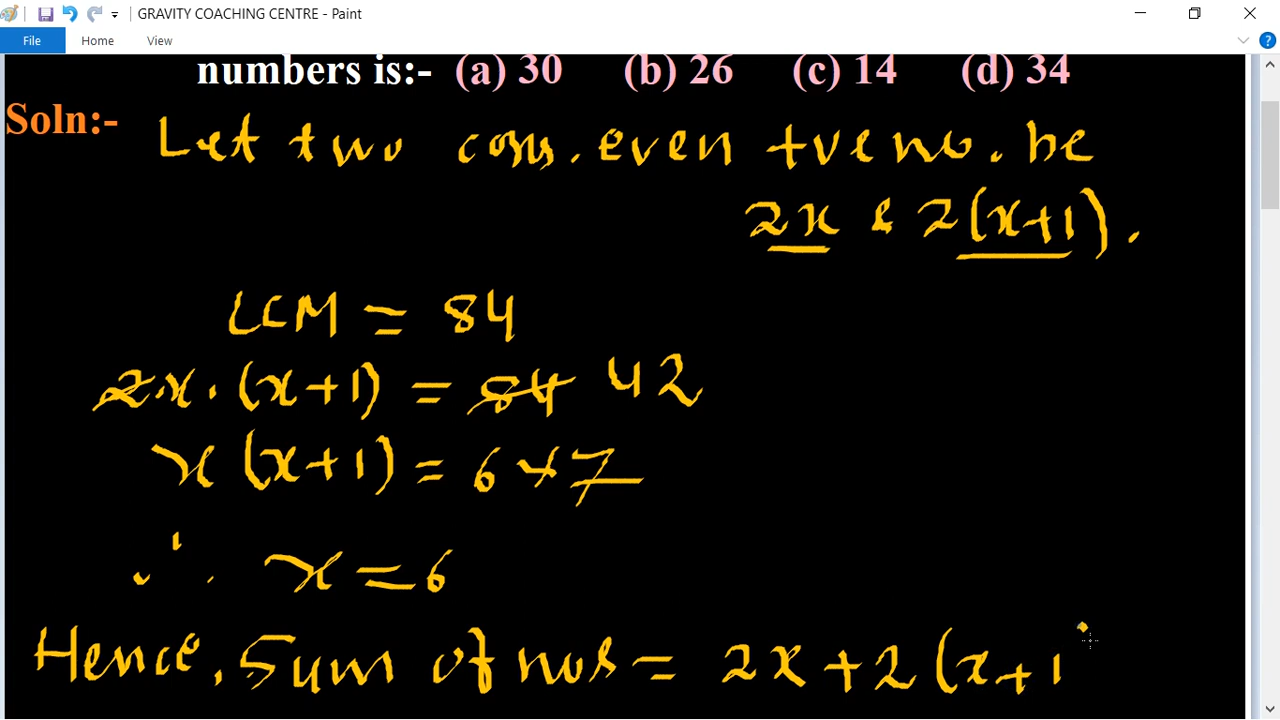 GRAVITY COACHING CENTRE - Paint
File Home View
numbers is:- (a) 30 (b) 26 (c) 14 (d) 34
Soln:- Let two cons. even +ve no. be
2x & 2(x+1).
LCM = 84
2x.(x+1) = 84 42
x(x+1) = 6×7
∴ x = 6
Hence, Sum of nos = 2x+2(x+1